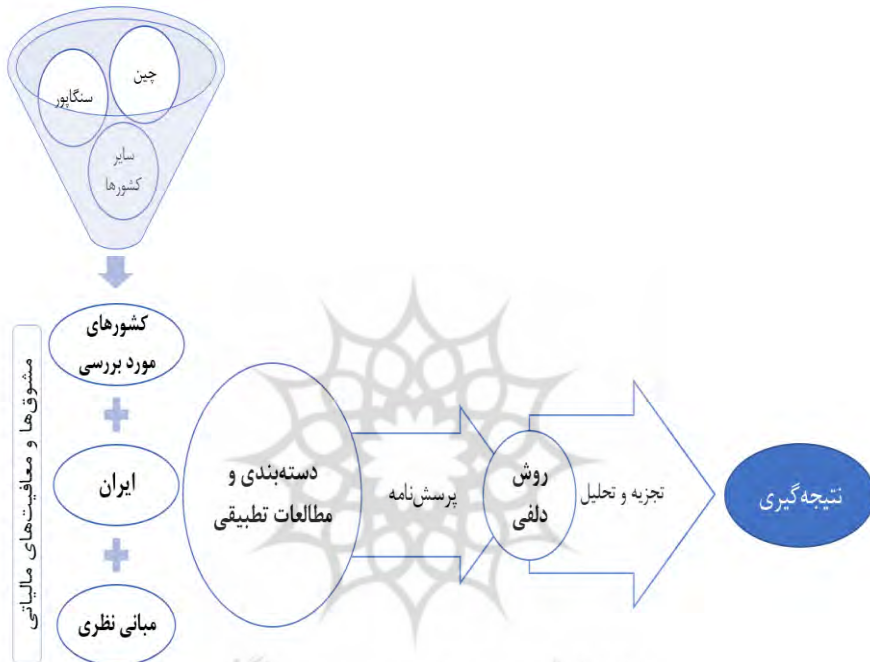 چین
سنگاپور
سایر
کشورها
کشورهای
مورد بررسی
ایران
مبانی نظری
مشوق‌ها و معافیت‌های مالیاتی
دسته‌بندی و
مطالعات تطبیقی
پرسش‌نامه
روش
دلفی
تجزیه و تحلیل
نتیجه‌گیری